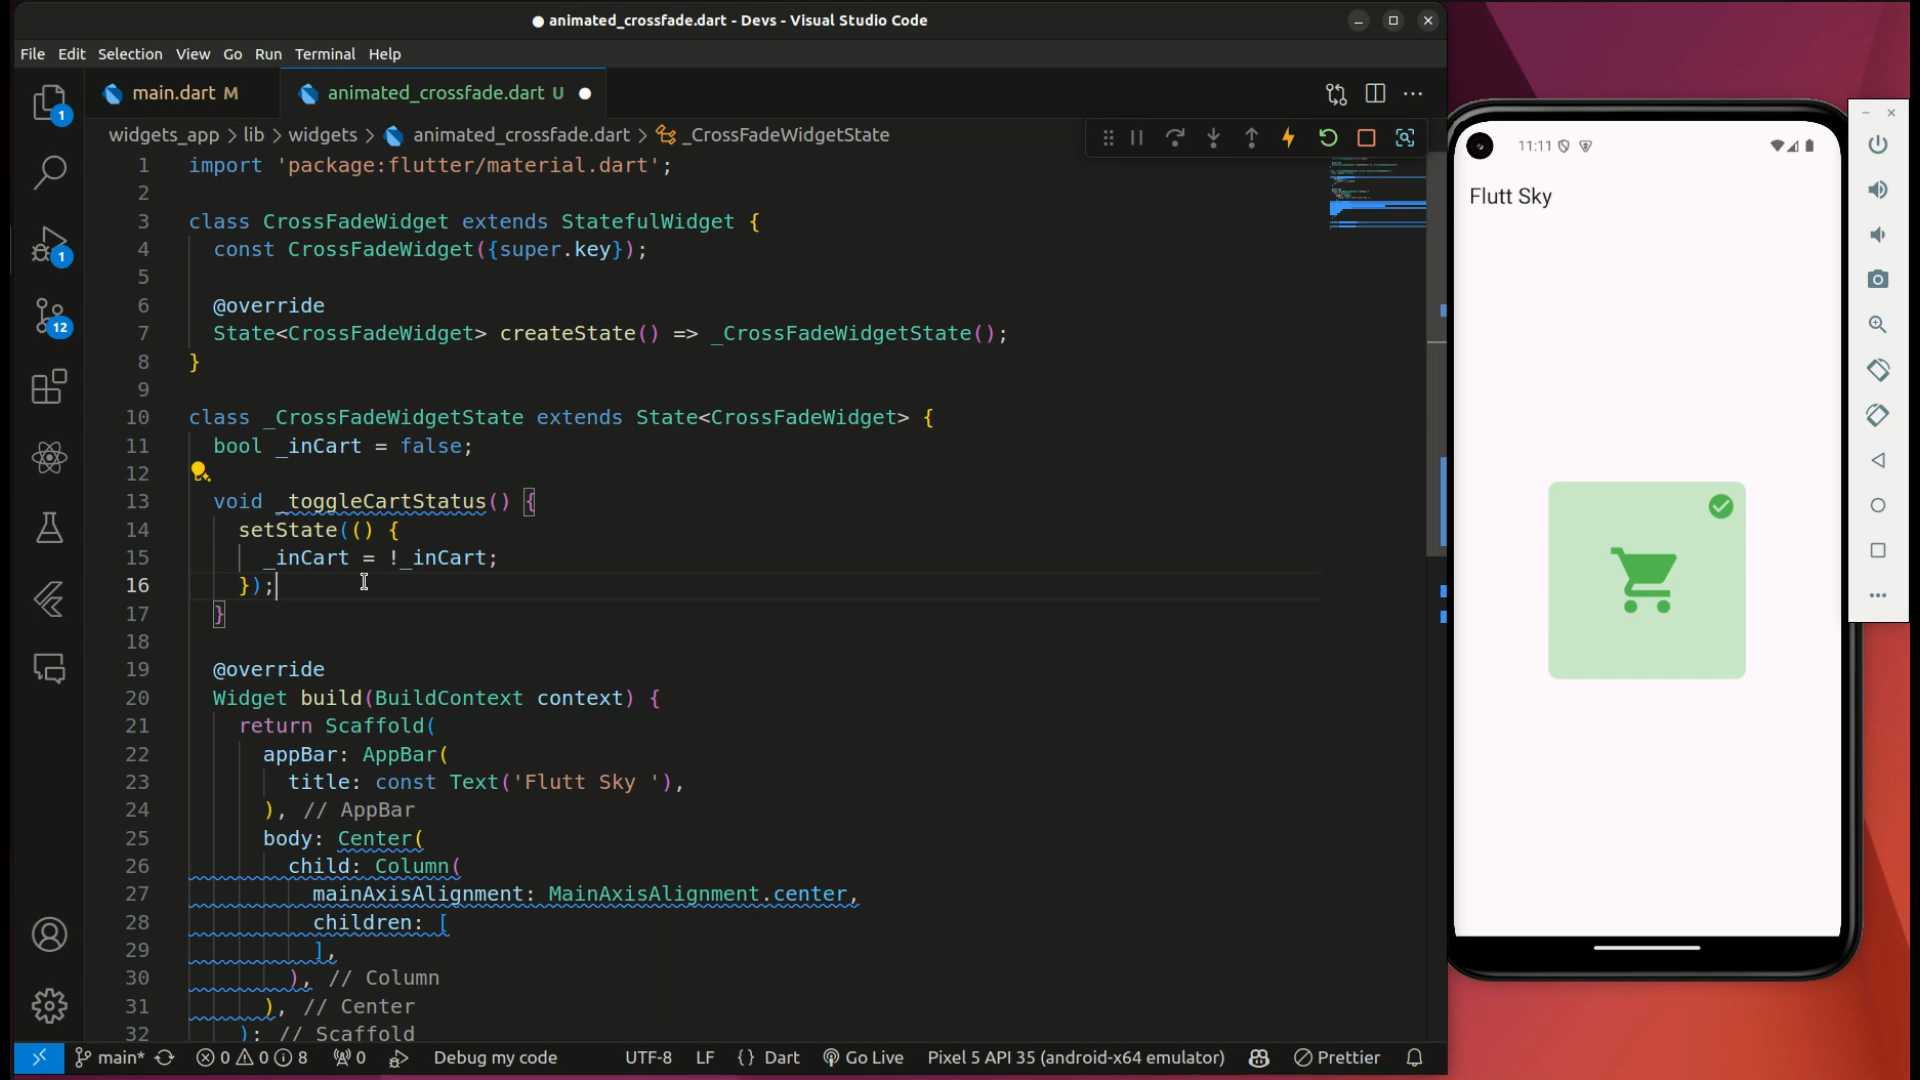 animated_crossfade.dart - Devs - Visual Studio Code
File Edit Selection View Go Run Terminal Help
main.dart M
animated_crossfade.dart U
widgets_app > lib > widgets > animated_crossfade.dart > _CrossFadeWidgetState
1
1
12
1 import 'package:flutter/material.dart';
2
3 class CrossFadeWidget extends StatefulWidget {
4 const CrossFadeWidget({super.key});
5
6 @override
7 State<CrossFadeWidget> createState() => _CrossFadeWidgetState();
8 }
9
10 class _CrossFadeWidgetState extends State<CrossFadeWidget> {
11 bool _inCart = false;
12
13 void _toggleCartStatus() {
14 setState(() {
15 _inCart = !_inCart;
16 });
17 }
18
19 @override
20 Widget build(BuildContext context) {
21 return Scaffold(
22 appBar: AppBar(
23 title: const Text('Flutt Sky '),
24 ), // AppBar
25 body: Center(
26 child: Column(
27 mainAxisAlignment: MainAxisAlignment.center,
28 children: [
29 ],
30 ), // Column
31 ), // Center
32 ); // Scaffold
main* 0 0 8 0 Debug my code UTF-8 LF {} Dart Go Live Pixel 5 API 35 (android-x64 emulator) Prettier
11:11
Flutt Sky